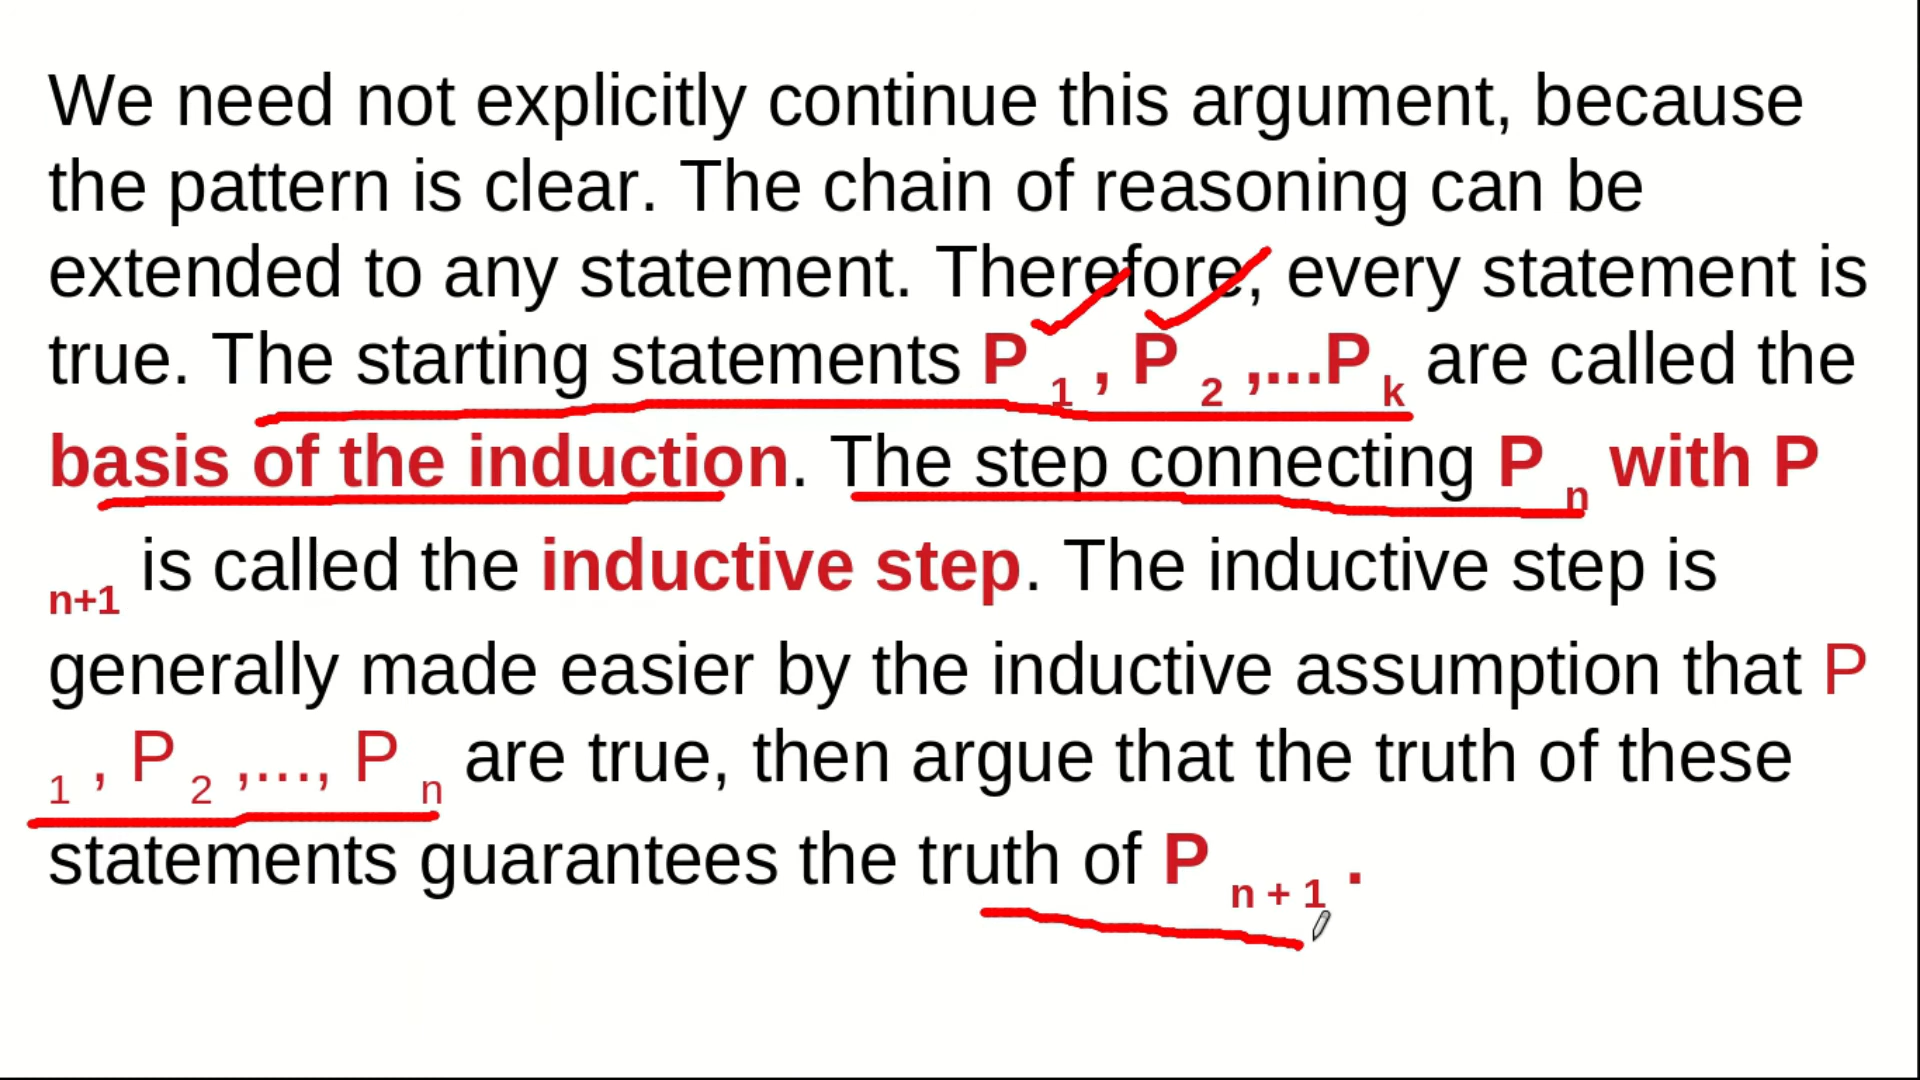 We need not explicitly continue this argument, because
the pattern is clear. The chain of reasoning can be
extended to any statement. Therefore, every statement is
true. The starting statements P 1 , P 2 ,...P k are called the
basis of the induction. The step connecting P n with P
n+1 is called the inductive step. The inductive step is
generally made easier by the inductive assumption that P
1 , P 2 ,..., P n are true, then argue that the truth of these
statements guarantees the truth of P n + 1 .